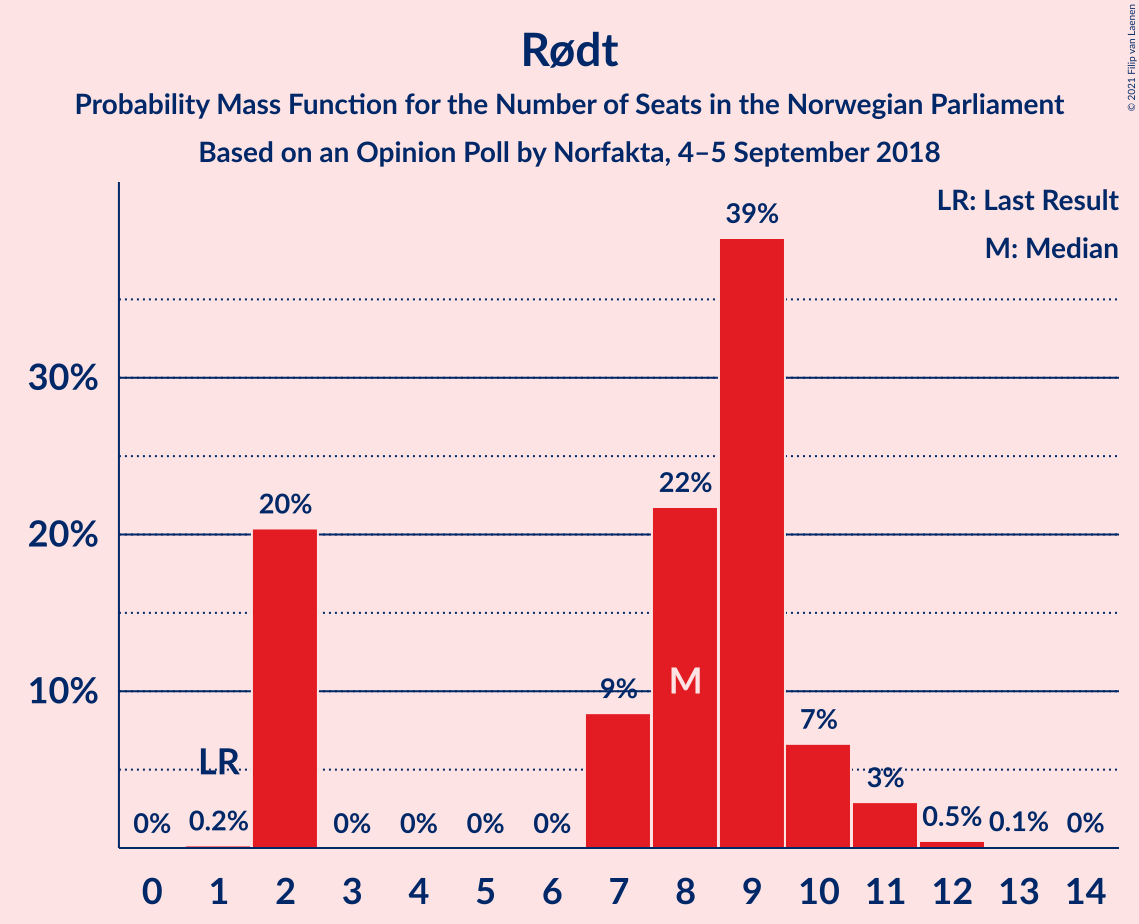 Rødt
Probability Mass Function for the Number of Seats in the Norwegian Parliament
Based on an Opinion Poll by Norfakta, 4–5 September 2018
© 2021 Filip van Laenen
LR: Last Result
M: Median
39%
30%
22%
20%
20%
M
10%
9%
7%
LR
3%
0%
0.2%
0%
0%
0%
0%
0.5%
0.1%
0%
0 1 2 3 4 5 6 7 8 9 10 11 12 13 14